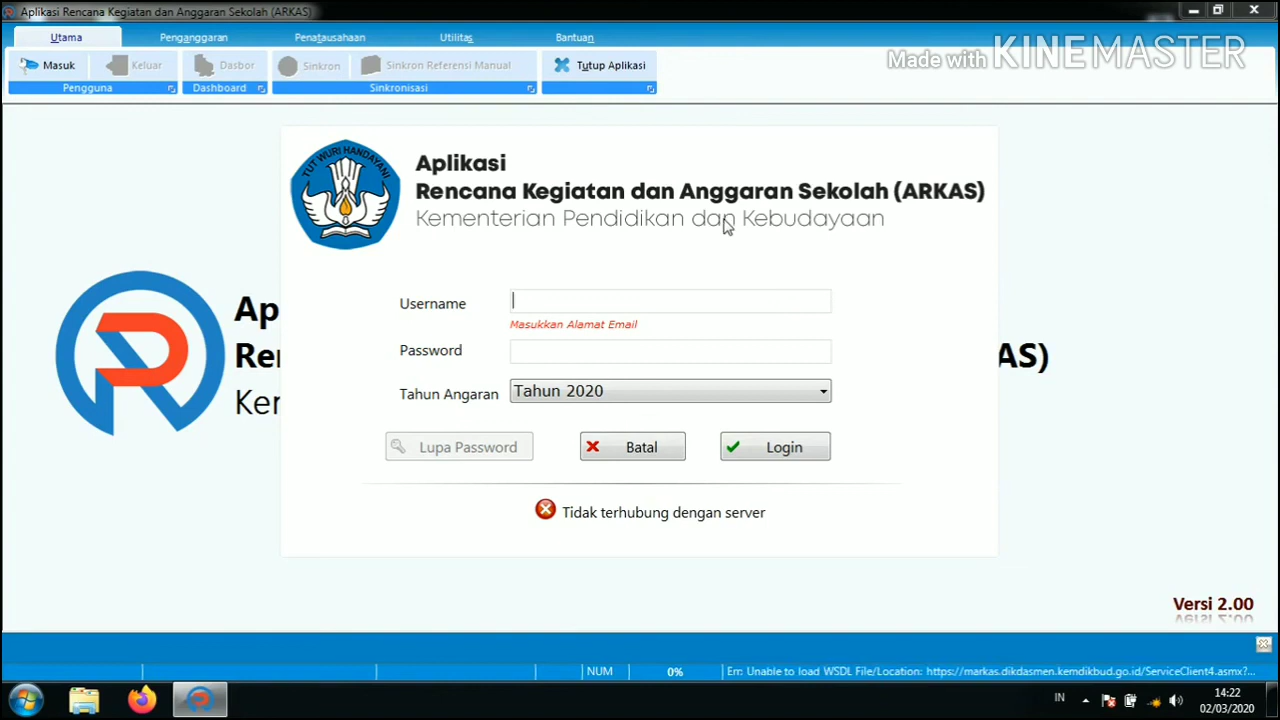 Aplikasi Rencana Kegiatan dan Anggaran Sekolah (ARKAS)
Utama Penganggaran Penatausahaan Utilitas Bantuan
Made with KINEMASTER
Masuk Keluar Dasbor Sinkron Sinkron Referensi Manual Tutup Aplikasi
Pengguna Dashboard Sinkronisasi
TUT WURI HANDAYANI
Aplikasi
Rencana Kegiatan dan Anggaran Sekolah (ARKAS)
Kementerian Pendidikan dan Kebudayaan
Ap
Re
AS)
Ker
Username
Masukkan Alamat Email
Password
Tahun Angaran Tahun 2020
Lupa Password Batal Login
Tidak terhubung dengan server
Versi 2.00
NUM 0% Err: Unable to load WSDL File/Location: https://markas.dikdasmen.kemdikbud.go.id/ServiceClient4.asmx?...
IN 14:22
02/03/2020